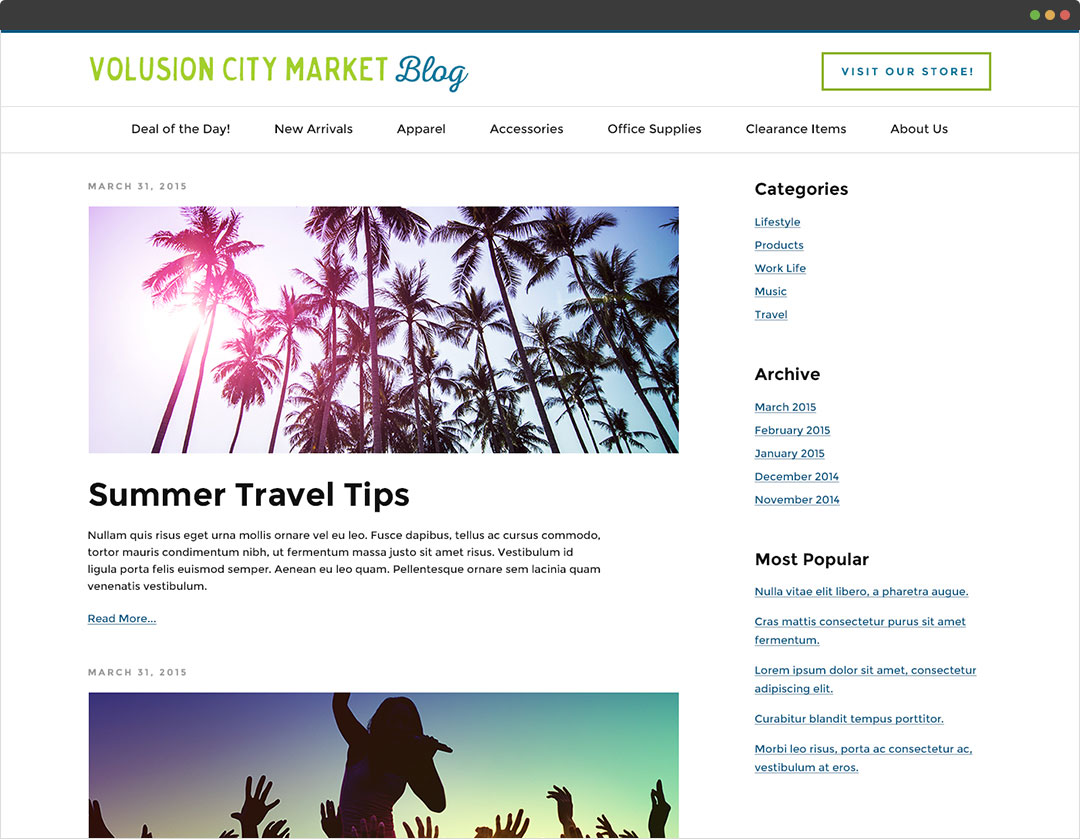 VOLUSION CITY MARKET Blog
VISIT OUR STORE!
Deal of the Day! New Arrivals Apparel Accessories Office Supplies Clearance Items About Us
MARCH 31, 2015
Summer Travel Tips
Nullam quis risus eget urna mollis ornare vel eu leo. Fusce dapibus, tellus ac cursus commodo,
tortor mauris condimentum nibh, ut fermentum massa justo sit amet risus. Vestibulum id
ligula porta felis euismod semper. Aenean eu leo quam. Pellentesque ornare sem lacinia quam
venenatis vestibulum.
Read More...
MARCH 31, 2015
Categories
Lifestyle
Products
Work Life
Music
Travel
Archive
March 2015
February 2015
January 2015
December 2014
November 2014
Most Popular
Nulla vitae elit libero, a pharetra augue.
Cras mattis consectetur purus sit amet
fermentum.
Lorem ipsum dolor sit amet, consectetur
adipiscing elit.
Curabitur blandit tempus porttitor.
Morbi leo risus, porta ac consectetur ac,
vestibulum at eros.